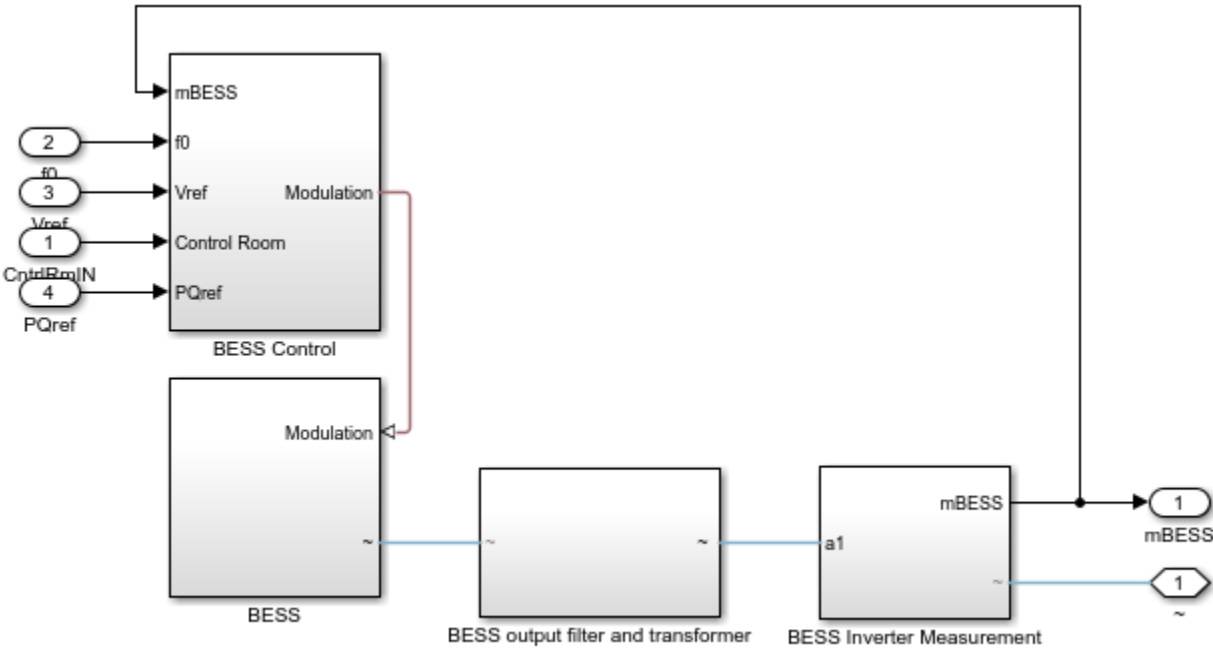 mBESS
2
f0
f0
3
Vref
Modulation
Vref
1
Control Room
CntrlRmIN
4
PQref
PQref
BESS Control
Modulation
~
BESS
~
~
BESS output filter and transformer
mBESS
a1
~
BESS Inverter Measurement
1
mBESS
1
~